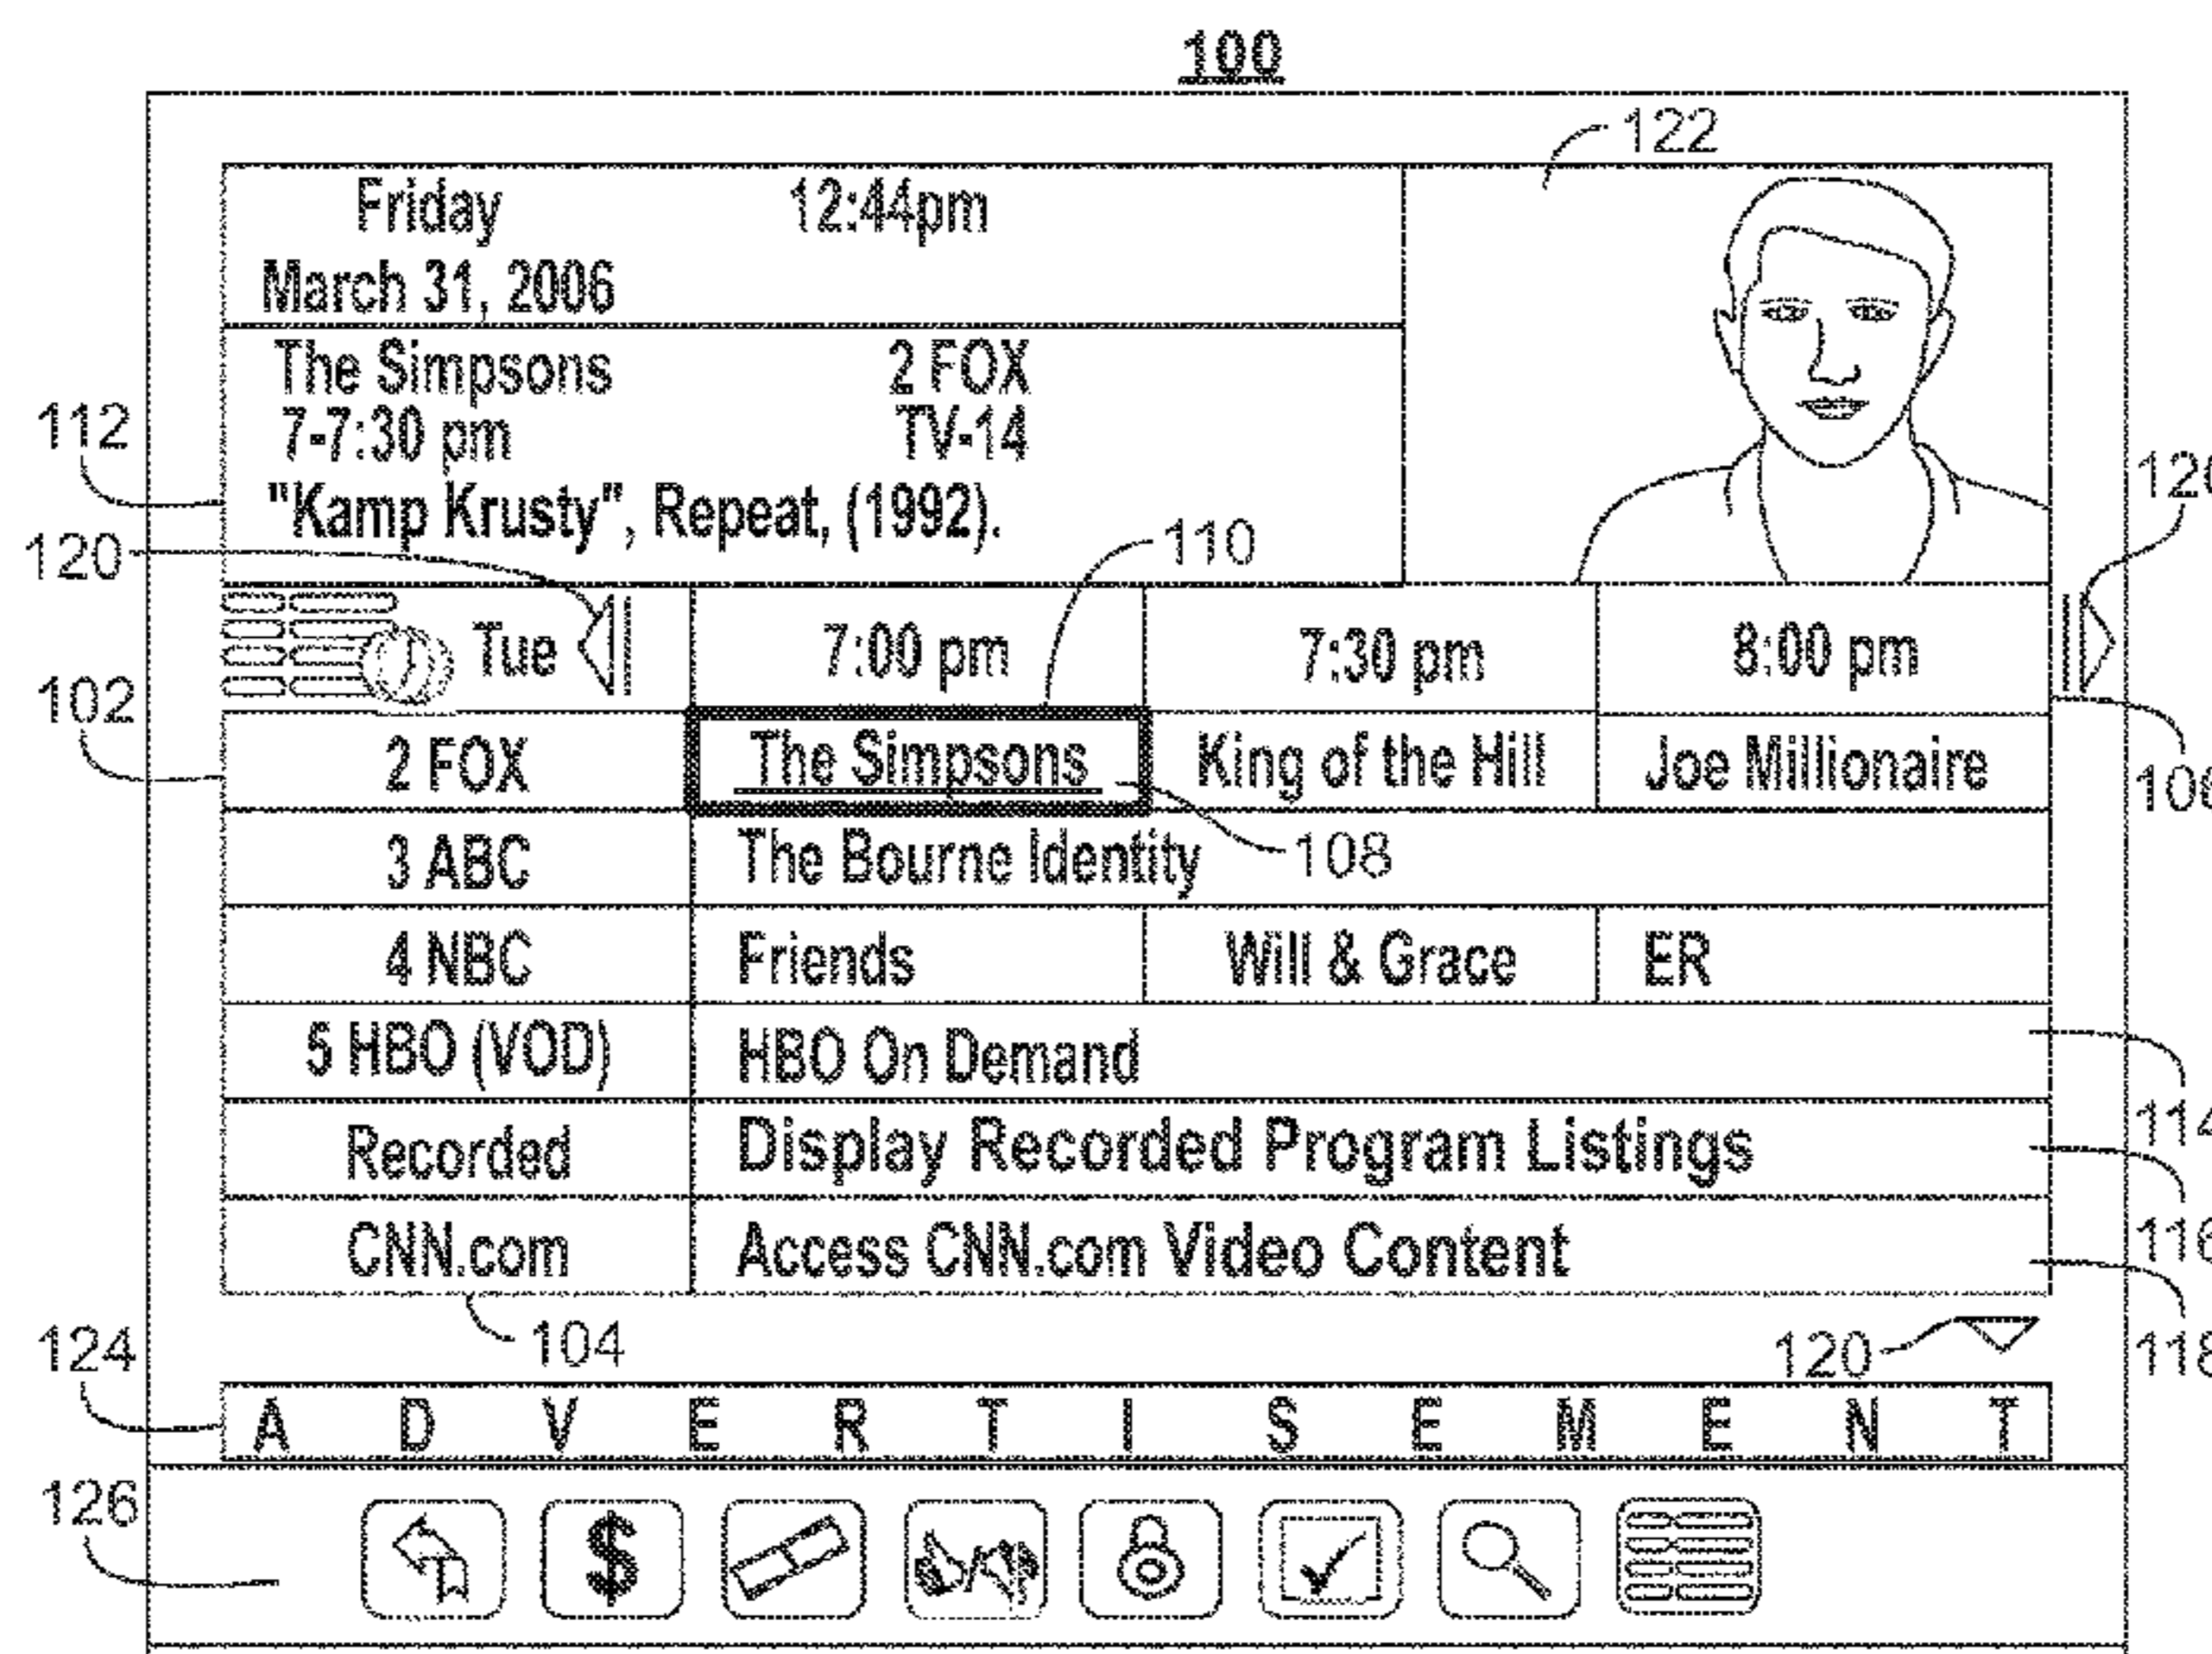 100
122
Friday 12:44pm
March 31, 2006
The Simpsons 2 FOX
112 7-7:30 pm TV-14
"Kamp Krusty", Repeat, (1992).
120 110
Tue 7:00 pm 7:30 pm 8:00 pm
102
2 FOX The Simpsons King of the Hill Joe Millionaire
3 ABC The Bourne Identity 108
4 NBC Friends Will & Grace ER
5 HBO (VOD) HBO On Demand
Recorded Display Recorded Program Listings
CNN.com Access CNN.com Video Content
124 104 120
A D V E R T I S E M E N T
126 $